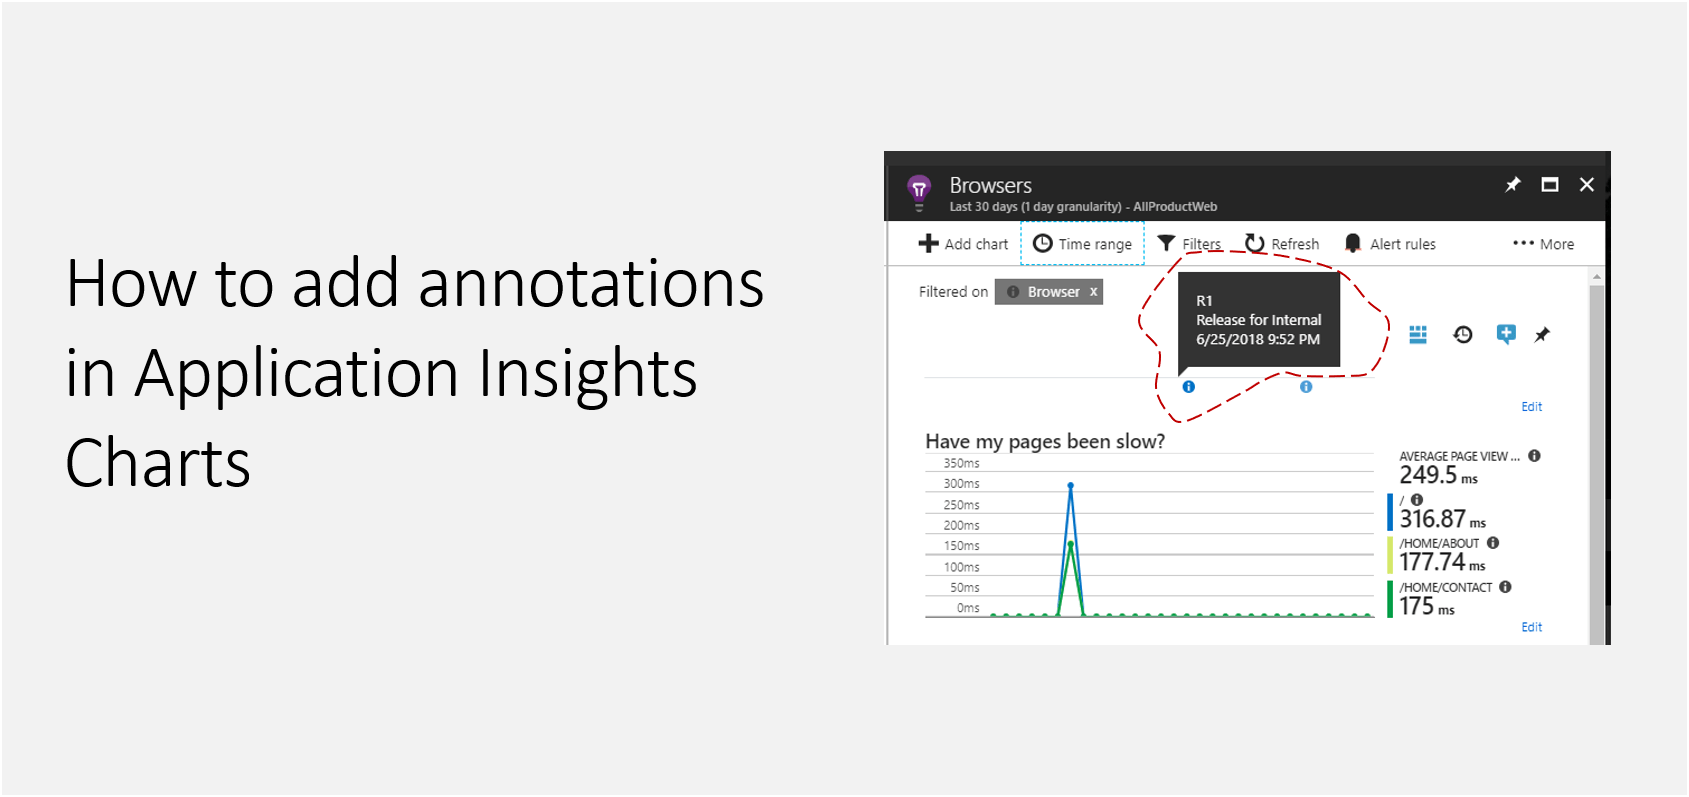 How to add annotations
in Application Insights
Charts
Browsers
Last 30 days (1 day granularity) - AllProductWeb
Add chart
Time range
Filters
Refresh
Alert rules
More
Filtered on
Browser x
R1
Release for Internal
6/25/2018 9:52 PM
Edit
Have my pages been slow?
350ms
300ms
250ms
200ms
150ms
100ms
50ms
0ms
AVERAGE PAGE VIEW ...
249.5 ms
/
316.87 ms
/HOME/ABOUT
177.74 ms
/HOME/CONTACT
175 ms
Edit